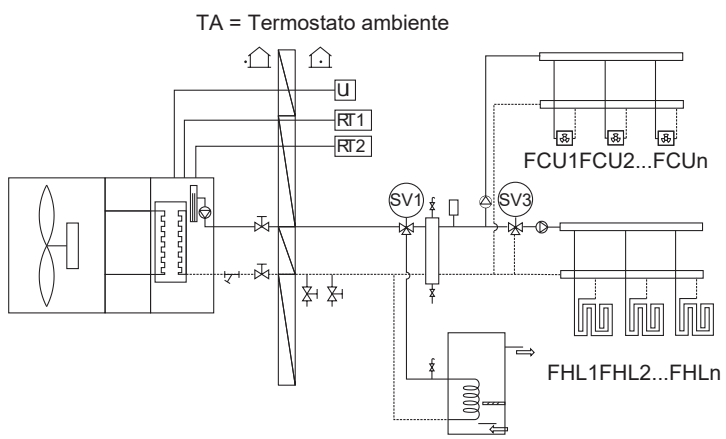 TA = Termostato ambiente
U
RT1
RT2
FCU1FCU2...FCUn
SV1
SV3
FHL1FHL2...FHLn